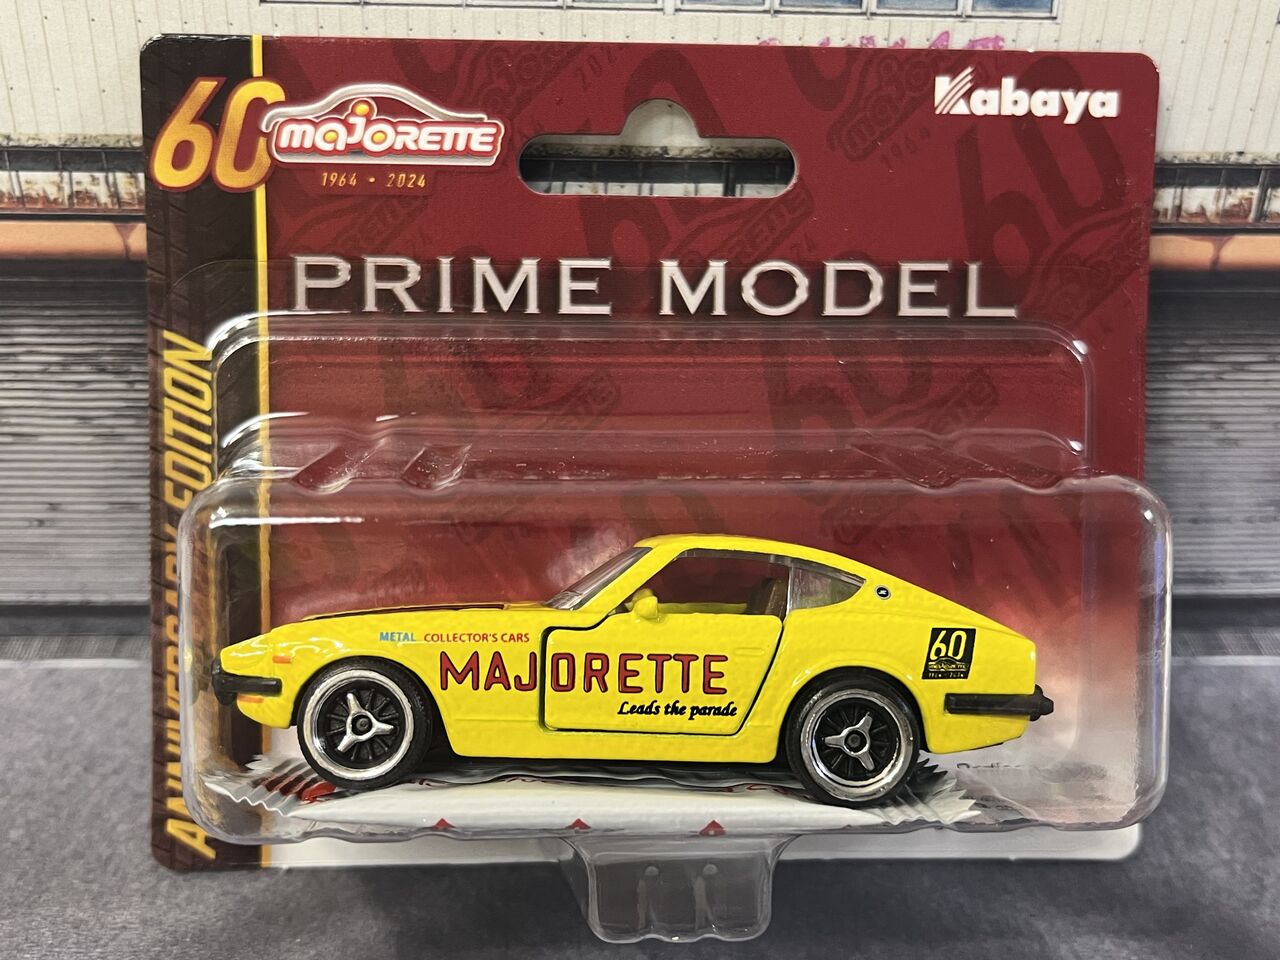 60
MAJORETTE
1964 • 2024
Kabaya
PRIME MODEL
ANNIVERSARY EDITION
METAL COLLECTOR'S CARS
MAJORETTE
Leads the parade
60